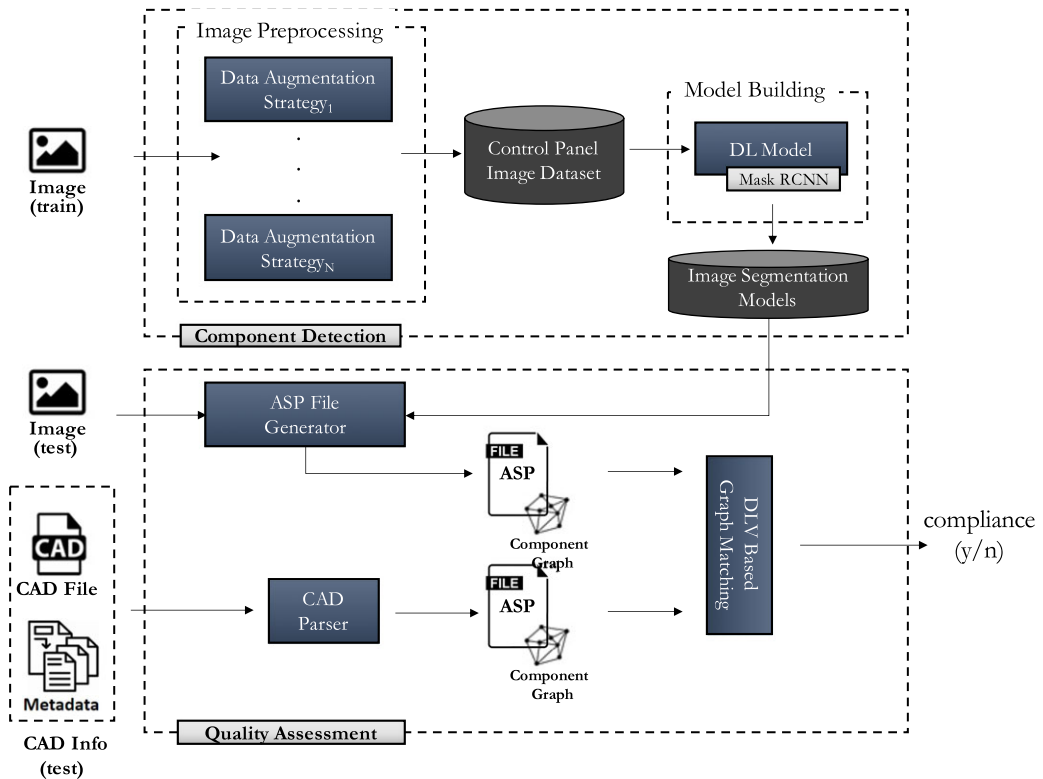 Image Preprocessing
Data Augmentation
Strategy1
Data Augmentation
StrategyN
Control Panel
Image Dataset
Model Building
DL Model
Mask RCNN
Image Segmentation
Models
Image
(train)
Component Detection
Image
(test)
ASP File
Generator
FILE
ASP
Component
Graph
DLV Based
Graph Matching
compliance
(y/n)
CAD
CAD File
Metadata
CAD Info
(test)
CAD
Parser
FILE
ASP
Component
Graph
Quality Assessment